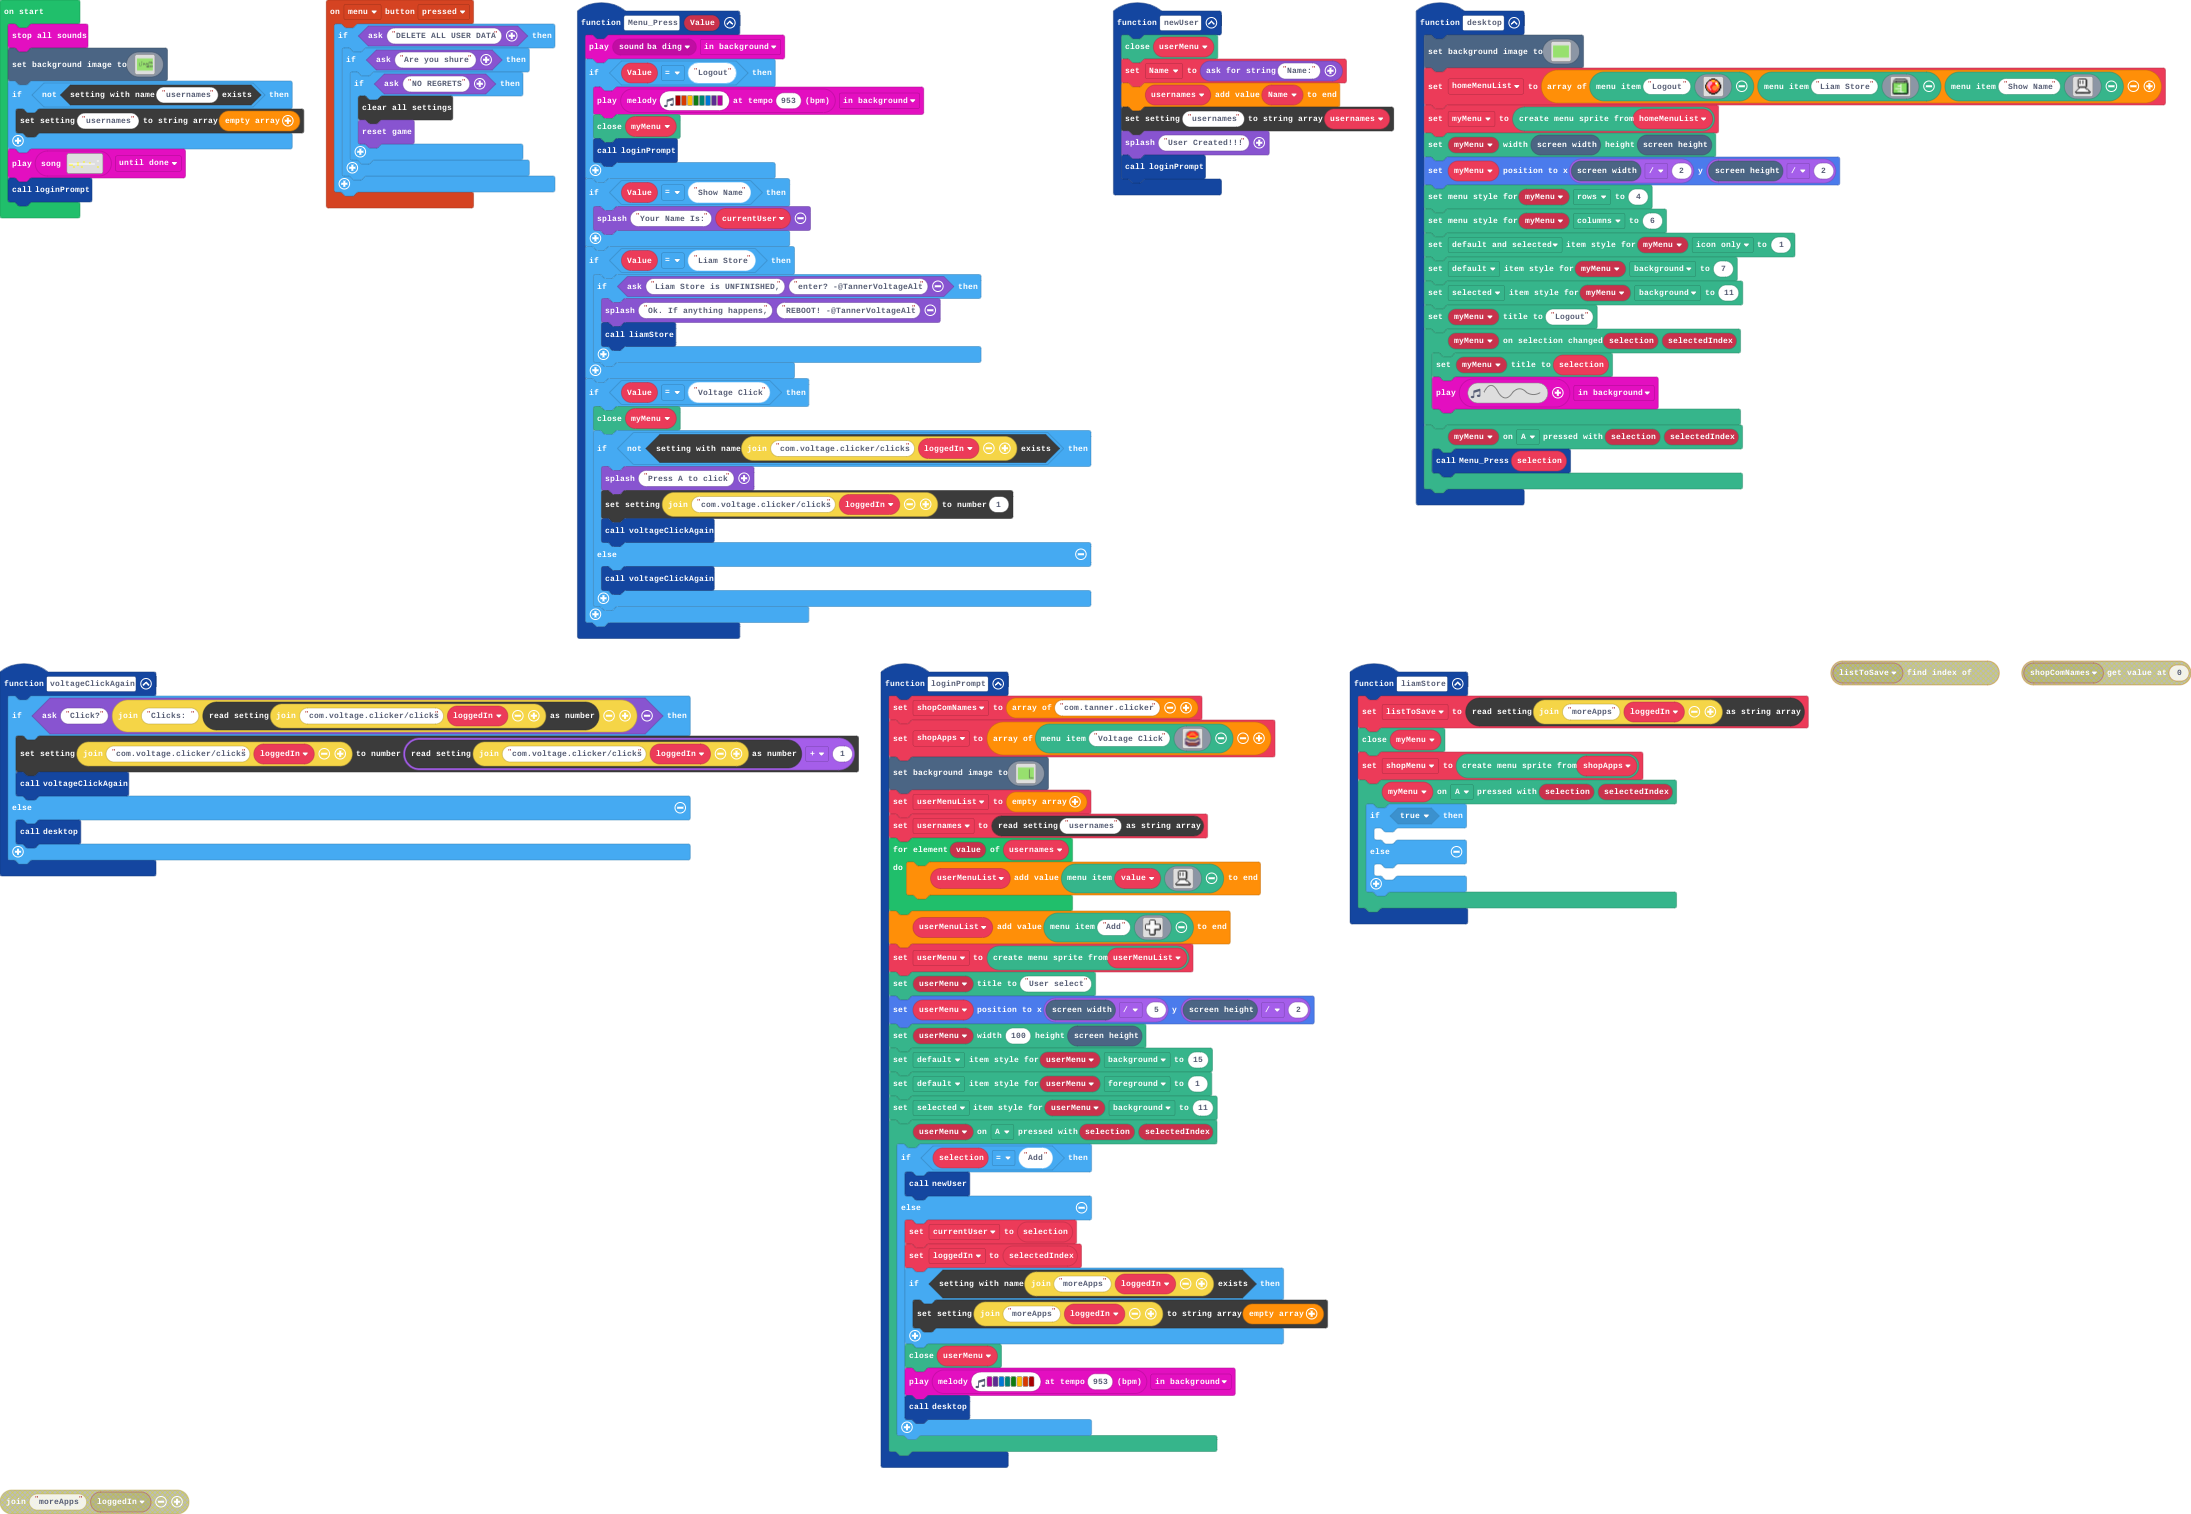 on start
stop all sounds
set background image to
if not setting with name "usernames" exists then
set setting "usernames" to string array empty array
play song until done
call loginPrompt
on menu button pressed
if ask "DELETE ALL USER DATA" then
if ask "Are you shure" then
if ask "NO REGRETS" then
clear all settings
reset game
function Menu_Press Value
play sound ba ding in background
if Value = "Logout" then
play melody at tempo 953 (bpm) in background
close myMenu
call loginPrompt
if Value = "Show Name" then
splash "Your Name Is:" currentUser
if Value = "Liam Store" then
if ask "Liam Store is UNFINISHED," "enter? -@TannerVoltageAlt" then
splash "Ok. If anything happens," "REBOOT! -@TannerVoltageAlt"
call liamStore
if Value = "Voltage Click" then
close myMenu
if not setting with name join "com.voltage.clicker/clicks" loggedIn exists then
splash "Press A to click"
set setting join "com.voltage.clicker/clicks" loggedIn to number 1
call voltageClickAgain
else
call voltageClickAgain
function newUser
close userMenu
set Name to ask for string "Name:"
usernames add value Name to end
set setting "usernames" to string array usernames
splash "User Created!!!"
call loginPrompt
function desktop
set background image to
set homeMenuList to array of menu item "Logout" menu item "Liam Store" menu item "Show Name"
set myMenu to create menu sprite from homeMenuList
set myMenu width screen width height screen height
set myMenu position to x screen width / 2 y screen height / 2
set menu style for myMenu rows to 4
set menu style for myMenu columns to 6
set default and selected item style for myMenu icon only to 1
set default item style for myMenu background to 7
set selected item style for myMenu background to 11
set myMenu title to "Logout"
myMenu on selection changed selection selectedIndex
set myMenu title to selection
play in background
myMenu on A pressed with selection selectedIndex
call Menu_Press selection
function voltageClickAgain
if ask "Click?" join "Clicks: " read setting join "com.voltage.clicker/clicks" loggedIn as number then
set setting join "com.voltage.clicker/clicks" loggedIn to number read setting join "com.voltage.clicker/clicks" loggedIn as number + 1
call voltageClickAgain
else
call desktop
function loginPrompt
set shopComNames to array of "com.tanner.clicker"
set shopApps to array of menu item "Voltage Click"
set background image to
set userMenuList to empty array
set usernames to read setting "usernames" as string array
for element value of usernames
do
userMenuList add value menu item value to end
userMenuList add value menu item "Add" to end
set userMenu to create menu sprite from userMenuList
set userMenu title to "User select"
set userMenu position to x screen width / 5 y screen height / 2
set userMenu width 100 height screen height
set default item style for userMenu background to 15
set default item style for userMenu foreground to 1
set selected item style for userMenu background to 11
userMenu on A pressed with selection selectedIndex
if selection = "Add" then
call newUser
else
set currentUser to selection
set loggedIn to selectedIndex
if setting with name join "moreApps" loggedIn exists then
set setting join "moreApps" loggedIn to string array empty array
close userMenu
play melody at tempo 953 (bpm) in background
call desktop
function liamStore
set listToSave to read setting join "moreApps" loggedIn as string array
close myMenu
set shopMenu to create menu sprite from shopApps
myMenu on A pressed with selection selectedIndex
if true then
else
listToSave find index of
shopComNames get value at 0
join "moreApps" loggedIn